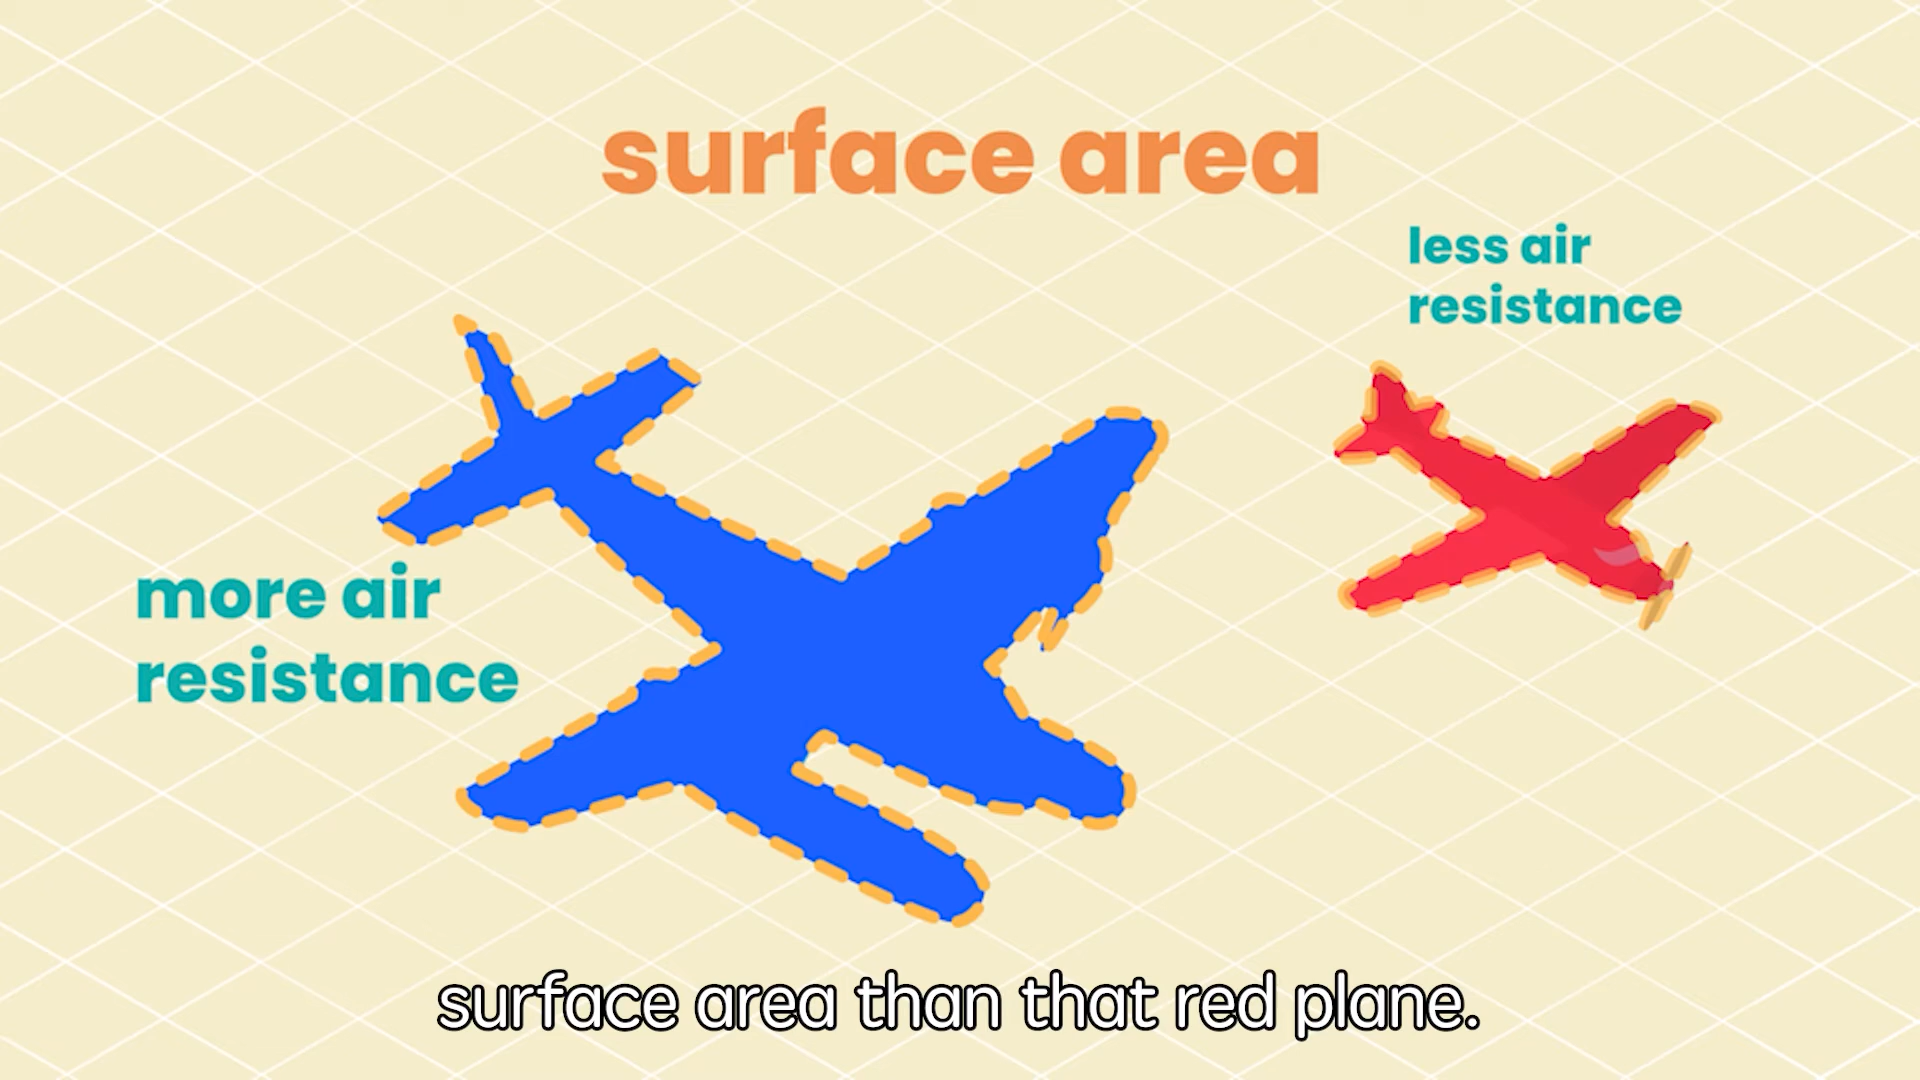 surface area
less air
resistance
more air
resistance
surface area than that red plane.